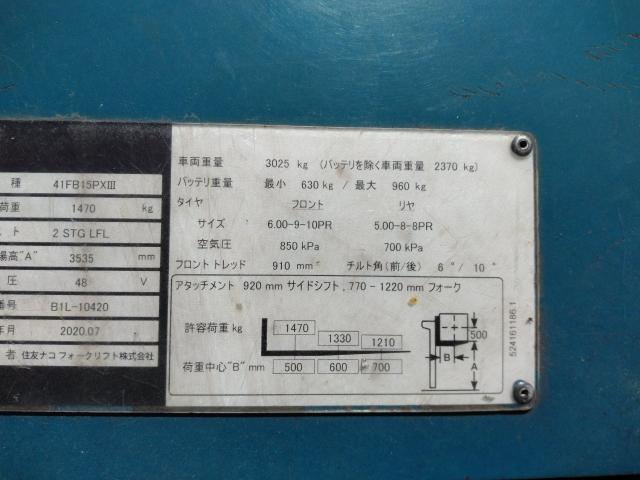 車両重量 3025 kg (バッテリを除く車両重量 2370 kg)
バッテリ重量 最小 630 kg / 最大 960 kg
タイヤ フロント リヤ
サイズ 6.00-9-10PR 5.00-8-8PR
空気圧 850 kPa 700 kPa
フロント トレッド 910 mm チルト角(前/後) 6°/ 10°
アタッチメント 920 mm サイドシフト, 770 - 1220 mm フォーク
許容荷重 kg 1470 1330 1210
荷重中心"B" mm 500 600 700
500
B
A
524161186.1
種 41FB15PXⅢ
荷重 1470 kg
ト 2 STG LFL
揚高"A" 3535 mm
圧 48 V
番号 B1L-10420
年月 2020.07
者 住友ナコ フォークリフト株式会社